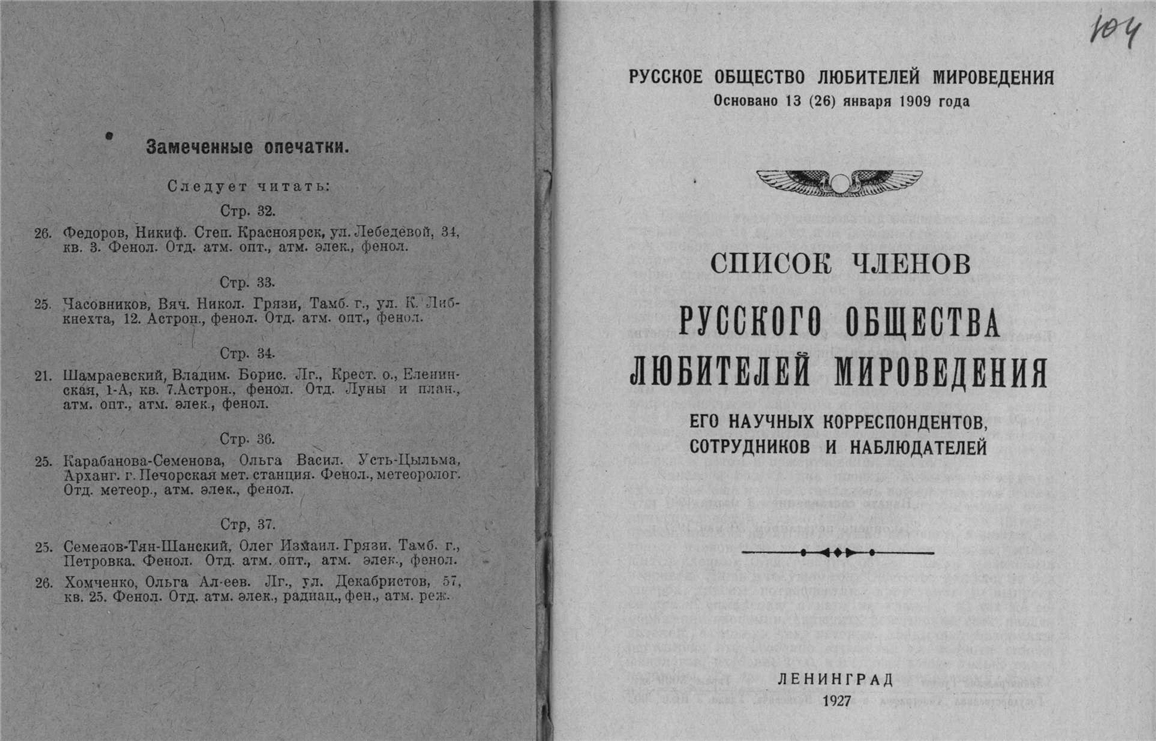 Замеченные опечатки.
Следует читать:
Стр. 32.
26. Федоров, Никиф. Степ. Красноярск, ул. Лебедевой, 34,
кв. 3. Фенол. Отд. атм. опт., атм. элек., фенол.
Стр. 33.
25. Часовников, Вяч. Никол. Грязи, Тамб. г., ул. К. Либ-
кнехта, 12. Астрон., фенол. Отд. атм. опт., фенол.
Стр. 34.
21. Шамраевский, Владим. Борис. Лг., Крест. о., Еленин-
ская, 1-А, кв. 7.Астрон., фенол. Отд. Луны и план.,
атм. опт., атм. элек., фенол.
Стр. 36.
25. Карабанова-Семенова, Ольга Васил. Усть-Цыльма,
Арханг. г. Печорская мет. станция. Фенол., метеоролог.
Отд. метеор., атм. элек., фенол.
Стр, 37.
25. Семенов-Тян-Шанский, Олег Измаил. Грязи, Тамб. г.,
Петровка. Фенол. Отд. атм. опт., атм. элек., фенол.
26. Хомченко, Ольга Ал-еев. Лг., ул. Декабристов, 57,
кв. 25. Фенол. Отд. атм. элек., радиац., фен., атм. реж.
104
РУССКОЕ ОБЩЕСТВО ЛЮБИТЕЛЕЙ МИРОВЕДЕНИЯ
Основано 13 (26) января 1909 года
СПИСОК ЧЛЕНОВ
РУССКОГО ОБЩЕСТВА
ЛЮБИТЕЛЕЙ МИРОВЕДЕНИЯ
ЕГО НАУЧНЫХ КОРРЕСПОНДЕНТОВ,
СОТРУДНИКОВ И НАБЛЮДАТЕЛЕЙ
ЛЕНИНГРАД
1927